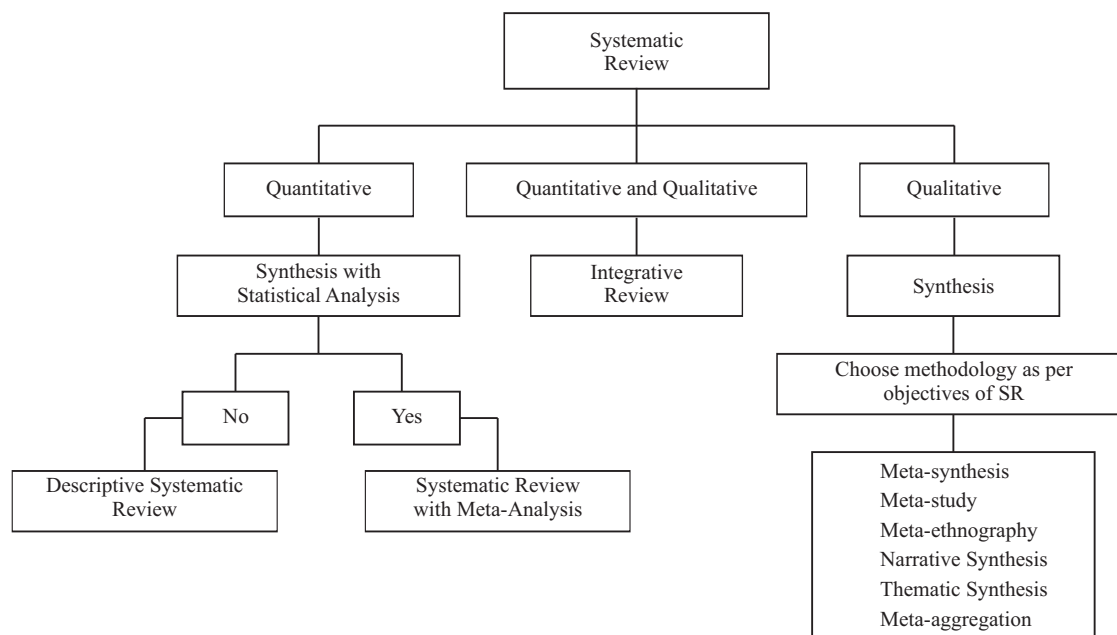 Systematic
Review
Quantitative
Quantitative and Qualitative
Qualitative
Synthesis with
Statistical Analysis
Integrative
Review
Synthesis
Choose methodology as per
objectives of SR
No
Yes
Descriptive Systematic
Review
Systematic Review
with Meta-Analysis
Meta-synthesis
Meta-study
Meta-ethnography
Narrative Synthesis
Thematic Synthesis
Meta-aggregation